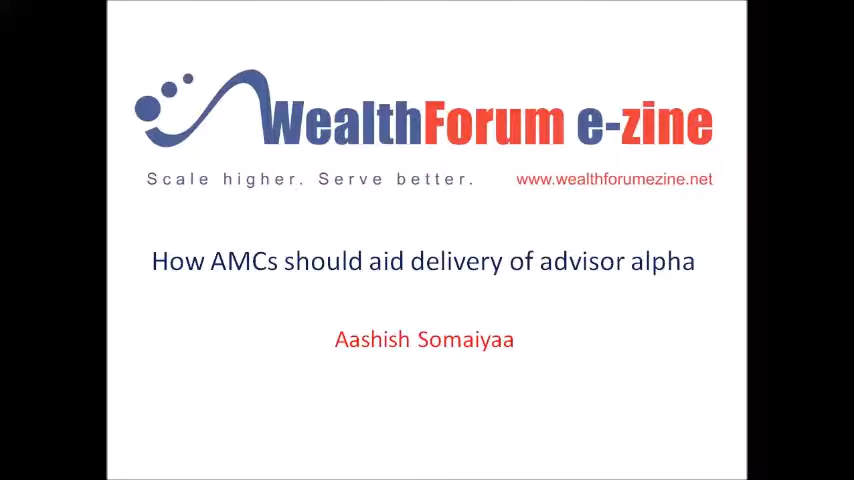 WealthForum e-zine
Scale higher. Serve better. www.wealthforumezine.net
How AMCs should aid delivery of advisor alpha
Aashish Somaiyaa